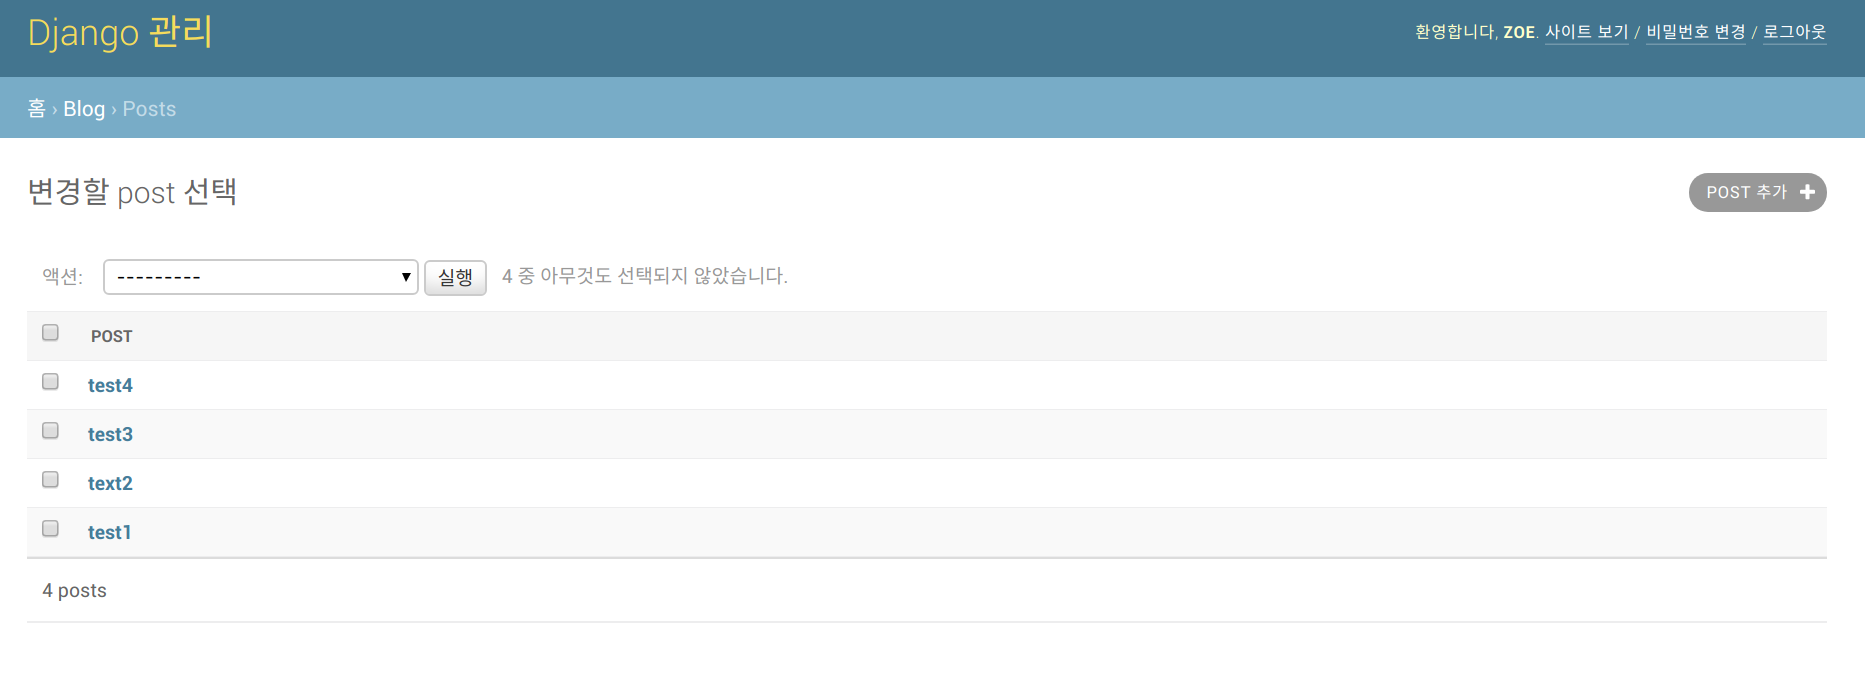 Django 관리
환영합니다, ZOE. 사이트 보기 / 비밀번호 변경 / 로그아웃
홈 › Blog › Posts
변경할 post 선택
POST 추가
액션: --------- 실행 4 중 아무것도 선택되지 않았습니다.
POST
test4
test3
text2
test1
4 posts